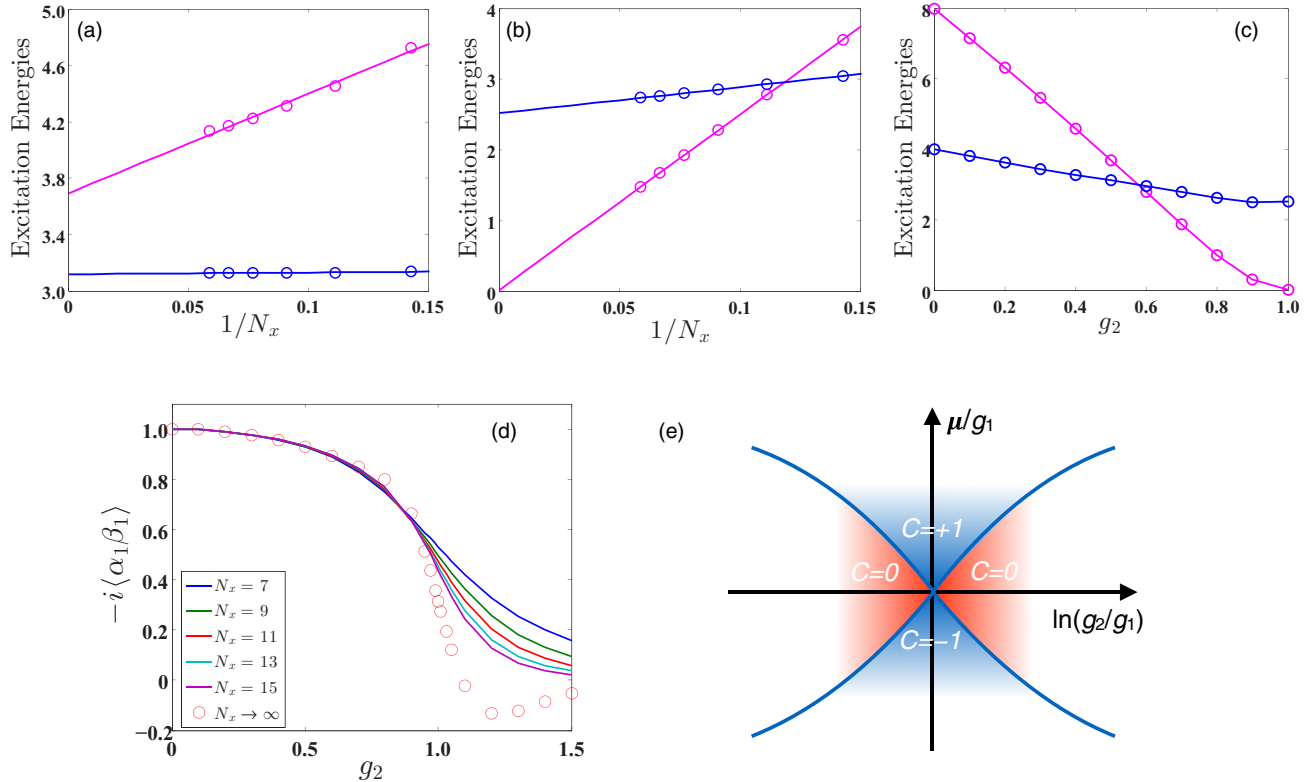 (a)
Excitation Energies
5.0
4.6
4.2
3.8
3.4
3.0
0
0.05
0.1
0.15
1/N_x
(b)
Excitation Energies
4
3
2
1
0
0
0.05
0.1
0.15
1/N_x
(c)
Excitation Energies
8
6
4
2
0
0
0.2
0.4
0.6
0.8
1.0
g_2
(d)
−i⟨α_1β_1⟩
1.0
0.8
0.6
0.4
0.2
0
−0.2
0
0.5
1.0
1.5
g_2
N_x = 7
N_x = 9
N_x = 11
N_x = 13
N_x = 15
N_x → ∞
(e)
μ/g_1
C=+1
C=0
C=0
C=−1
ln(g_2/g_1)